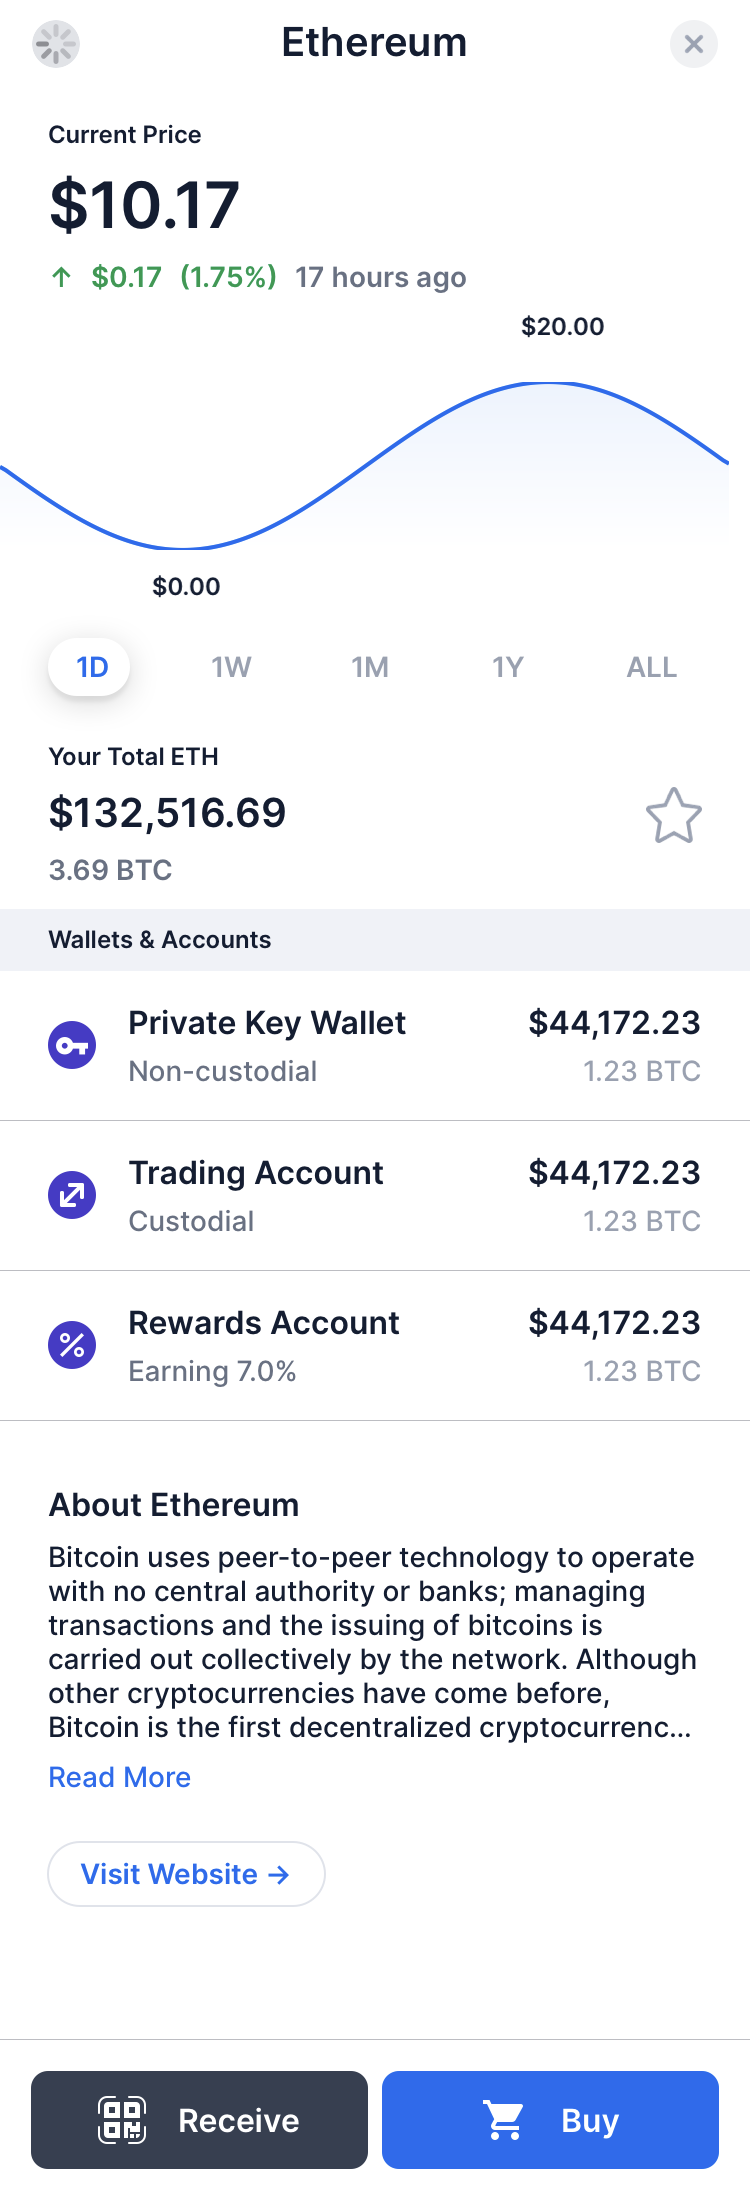 Ethereum
Current Price
$10.17
↑ $0.17 (1.75%) 17 hours ago
$20.00
$0.00
1D 1W 1M 1Y ALL
Your Total ETH
$132,516.69
3.69 BTC
Wallets & Accounts
Private Key Wallet $44,172.23
Non-custodial 1.23 BTC
Trading Account $44,172.23
Custodial 1.23 BTC
Rewards Account $44,172.23
Earning 7.0% 1.23 BTC
About Ethereum
Bitcoin uses peer-to-peer technology to operate
with no central authority or banks; managing
transactions and the issuing of bitcoins is
carried out collectively by the network. Although
other cryptocurrencies have come before,
Bitcoin is the first decentralized cryptocurrenc...
Read More
Visit Website →
Receive Buy